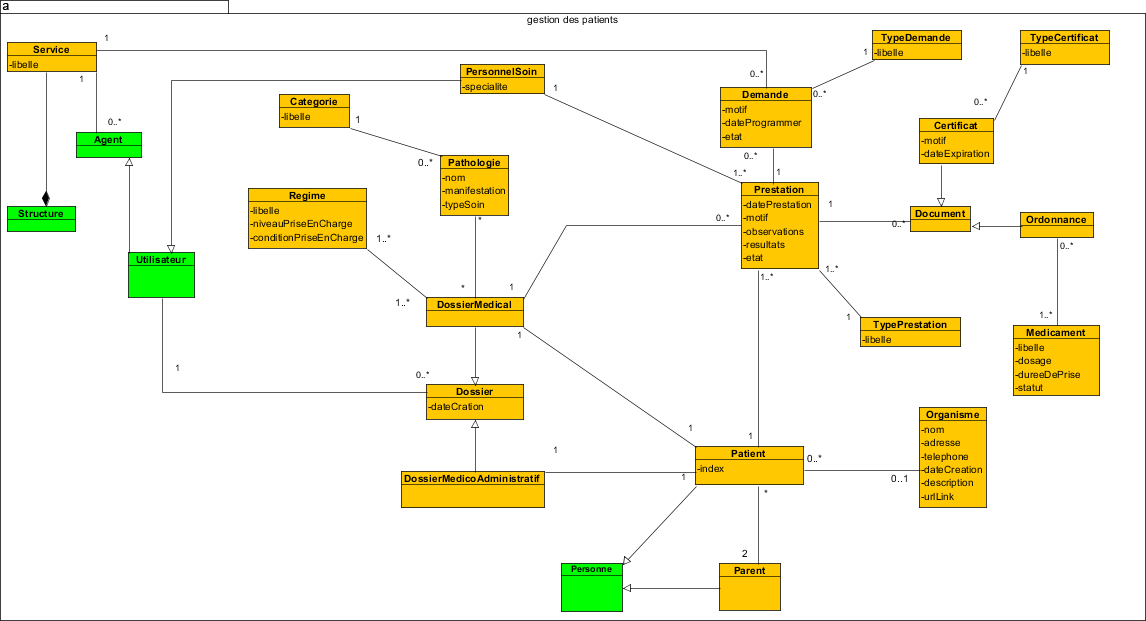 a
gestion des patients
Service
-libelle
1
1
0..*
Agent
Structure
Utilisateur
1
PersonnelSoin
-specialite
1
Categorie
-libelle
1
0..*
Pathologie
-nom
-manifestation
-typeSoin
*
*
Regime
-libelle
-niveauPriseEnCharge
-conditionPriseEnCharge
1..*
1..*
DossierMedical
1
1
0..*
Dossier
-dateCration
DossierMedicoAdministratif
1
1
TypeDemande
-libelle
1
0..*
0..*
Demande
-motif
-dateProgrammer
-etat
0..*
1
1..*
TypeCertificat
-libelle
1
0..*
Certificat
-motif
-dateExpiration
Prestation
-datePrestation
-motif
-observations
-resultats
-etat
0..*
1
0..*
1..*
1..*
Document
Ordonnance
0..*
1..*
1
TypePrestation
-libelle
Medicament
-libelle
-dosage
-dureeDePrise
-statut
Organisme
-nom
-adresse
-telephone
-dateCreation
-description
-urlLink
1
1
Patient
-index
0..*
0..1
*
2
Personne
Parent